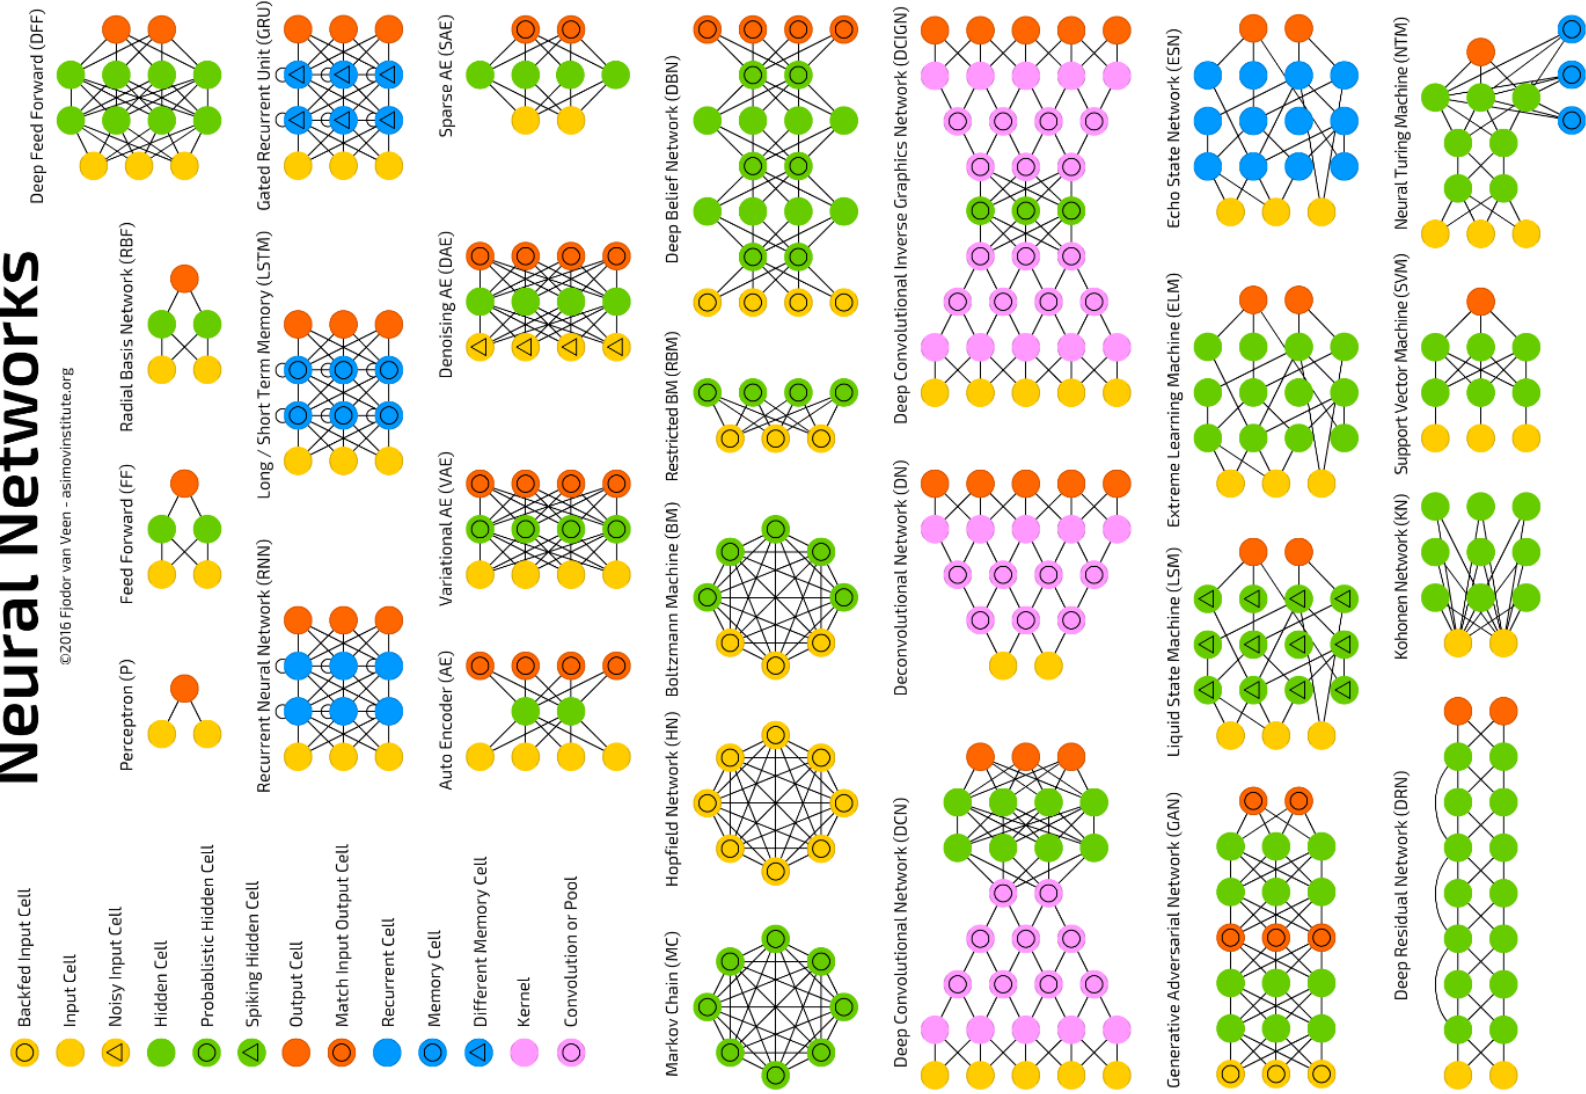 Neural Networks
©2016 Fjodor van Veen - asimovinstitute.org
Backfed Input Cell
Input Cell
Noisy Input Cell
Hidden Cell
Probablistic Hidden Cell
Spiking Hidden Cell
Output Cell
Match Input Output Cell
Recurrent Cell
Memory Cell
Different Memory Cell
Kernel
Convolution or Pool
Perceptron (P)
Feed Forward (FF)
Radial Basis Network (RBF)
Deep Feed Forward (DFF)
Recurrent Neural Network (RNN)
Long / Short Term Memory (LSTM)
Gated Recurrent Unit (GRU)
Auto Encoder (AE)
Variational AE (VAE)
Denoising AE (DAE)
Sparse AE (SAE)
Markov Chain (MC)
Hopfield Network (HN)
Boltzmann Machine (BM)
Restricted BM (RBM)
Deep Belief Network (DBN)
Deep Convolutional Network (DCN)
Deconvolutional Network (DN)
Deep Convolutional Inverse Graphics Network (DCIGN)
Generative Adversarial Network (GAN)
Liquid State Machine (LSM)
Extreme Learning Machine (ELM)
Echo State Network (ESN)
Deep Residual Network (DRN)
Kohonen Network (KN)
Support Vector Machine (SVM)
Neural Turing Machine (NTM)